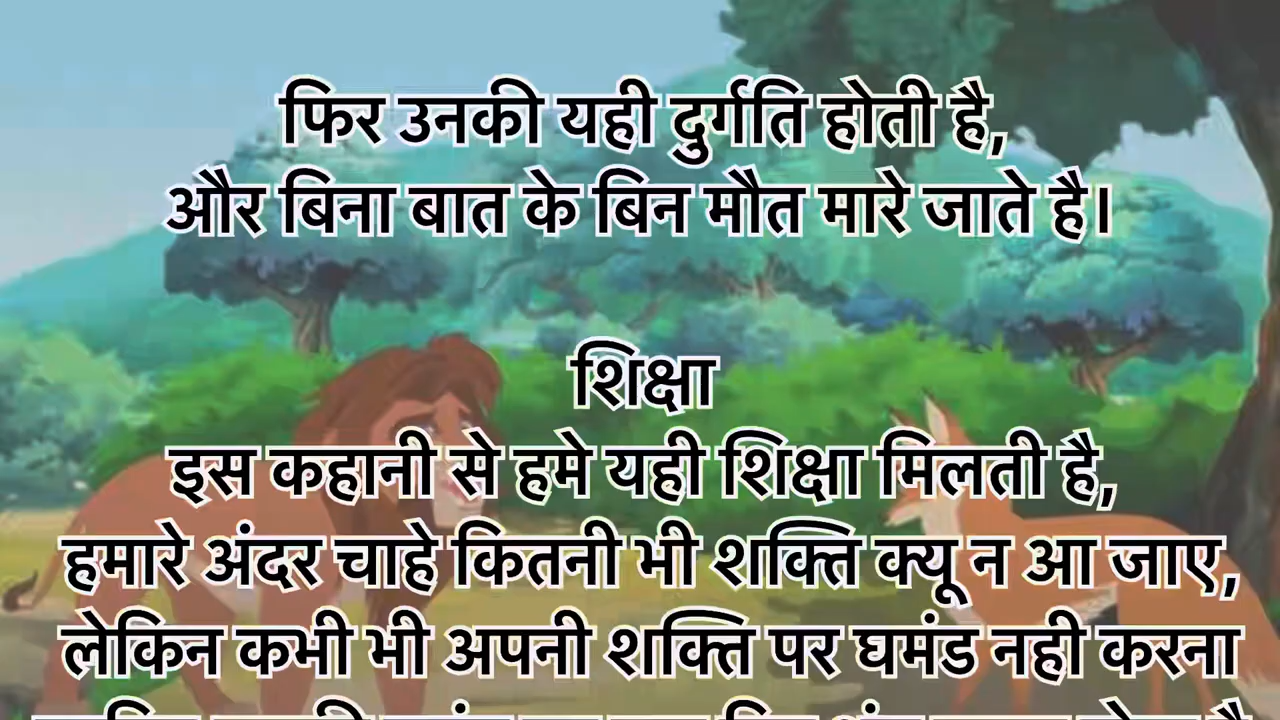 फिर उनकी यही दुर्गति होती है,
और बिना बात के बिन मौत मारे जाते है।
शिक्षा
इस कहानी से हमे यही शिक्षा मिलती है,
हमारे अंदर चाहे कितनी भी शक्ति क्यू न आ जाए,
लेकिन कभी भी अपनी शक्ति पर घमंड नही करना